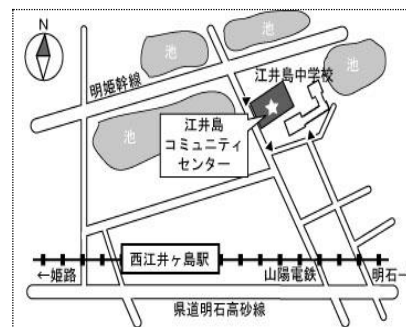 N
池
池
池
明姫幹線
江井島中学校
池
江井島
コミュニティ
センター
西江井ヶ島駅
←姫路
山陽電鉄
明石→
県道明石高砂線